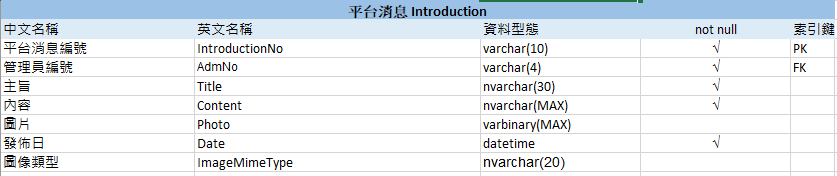 平台消息 Introduction
中文名稱 英文名稱 資料型態 not null 索引鍵
平台消息編號 IntroductionNo varchar(10) √ PK
管理員編號 AdmNo varchar(4) √ FK
主旨 Title nvarchar(30) √
內容 Content nvarchar(MAX) √
圖片 Photo varbinary(MAX)
發佈日 Date datetime √
圖像類型 ImageMimeType nvarchar(20)